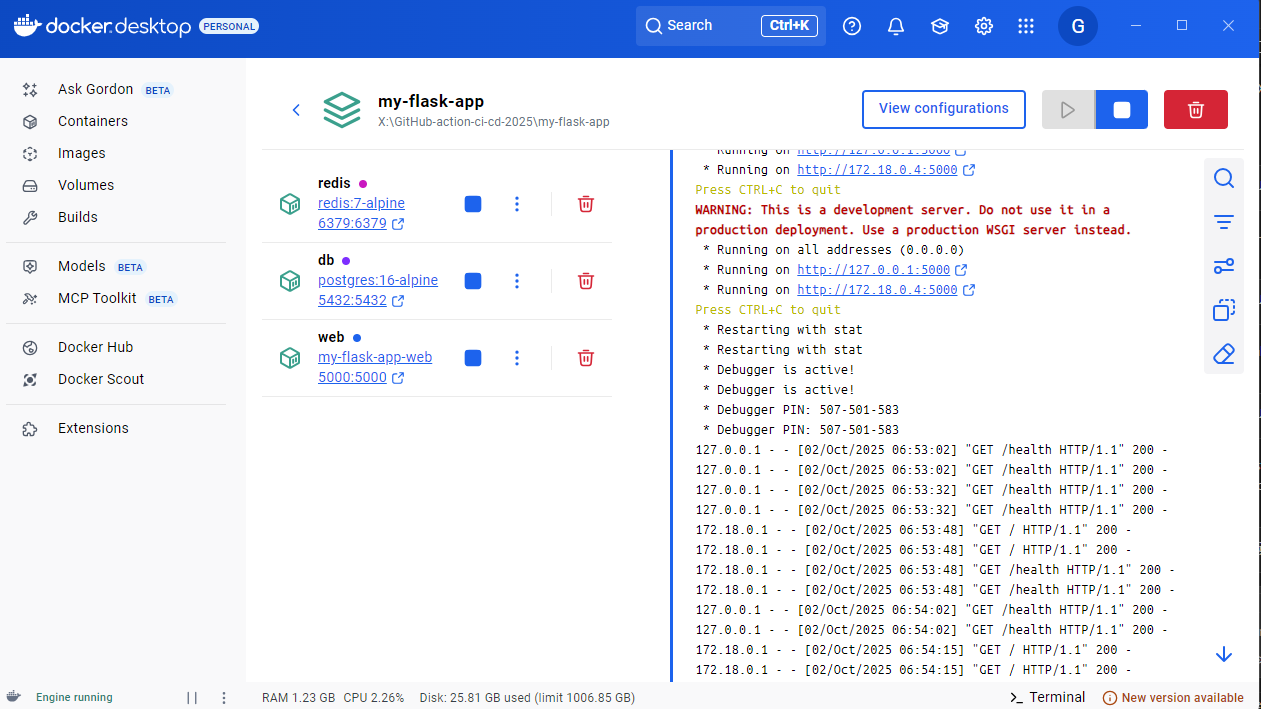 docker.desktop PERSONAL
Search Ctrl+K
G
Ask Gordon BETA
Containers
Images
Volumes
Builds
Models BETA
MCP Toolkit BETA
Docker Hub
Docker Scout
Extensions
my-flask-app
X:\GitHub-action-ci-cd-2025\my-flask-app
View configurations
redis
redis:7-alpine
6379:6379
db
postgres:16-alpine
5432:5432
web
my-flask-app-web
5000:5000
* Running on http://127.0.0.1:5000
* Running on http://172.18.0.4:5000
Press CTRL+C to quit
WARNING: This is a development server. Do not use it in a
production deployment. Use a production WSGI server instead.
* Running on all addresses (0.0.0.0)
* Running on http://127.0.0.1:5000
* Running on http://172.18.0.4:5000
Press CTRL+C to quit
* Restarting with stat
* Restarting with stat
* Debugger is active!
* Debugger is active!
* Debugger PIN: 507-501-583
* Debugger PIN: 507-501-583
127.0.0.1 - - [02/Oct/2025 06:53:02] "GET /health HTTP/1.1" 200 -
127.0.0.1 - - [02/Oct/2025 06:53:02] "GET /health HTTP/1.1" 200 -
127.0.0.1 - - [02/Oct/2025 06:53:32] "GET /health HTTP/1.1" 200 -
127.0.0.1 - - [02/Oct/2025 06:53:32] "GET /health HTTP/1.1" 200 -
172.18.0.1 - - [02/Oct/2025 06:53:48] "GET / HTTP/1.1" 200 -
172.18.0.1 - - [02/Oct/2025 06:53:48] "GET / HTTP/1.1" 200 -
172.18.0.1 - - [02/Oct/2025 06:53:48] "GET /health HTTP/1.1" 200 -
172.18.0.1 - - [02/Oct/2025 06:53:48] "GET /health HTTP/1.1" 200 -
127.0.0.1 - - [02/Oct/2025 06:54:02] "GET /health HTTP/1.1" 200 -
127.0.0.1 - - [02/Oct/2025 06:54:02] "GET /health HTTP/1.1" 200 -
172.18.0.1 - - [02/Oct/2025 06:54:15] "GET / HTTP/1.1" 200 -
172.18.0.1 - - [02/Oct/2025 06:54:15] "GET / HTTP/1.1" 200 -
Engine running
RAM 1.23 GB CPU 2.26% Disk: 25.81 GB used (limit 1006.85 GB)
>_ Terminal
New version available